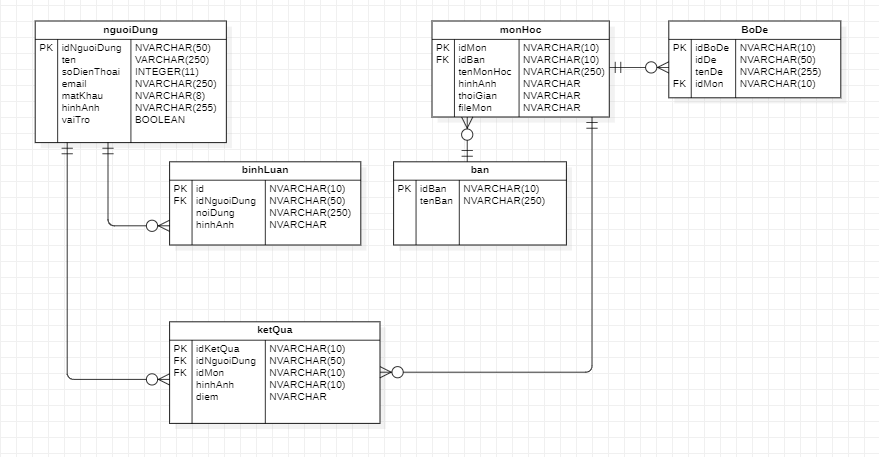 nguoiDung
PK idNguoiDung NVARCHAR(50)
ten VARCHAR(250)
soDienThoai INTEGER(11)
email NVARCHAR(250)
matKhau NVARCHAR(8)
hinhAnh NVARCHAR(255)
vaiTro BOOLEAN
monHoc
PK idMon NVARCHAR(10)
FK idBan NVARCHAR(10)
tenMonHoc NVARCHAR(250)
hinhAnh NVARCHAR
thoiGian NVARCHAR
fileMon NVARCHAR
BoDe
PK idBoDe NVARCHAR(10)
idDe NVARCHAR(50)
tenDe NVARCHAR(255)
FK idMon NVARCHAR(10)
binhLuan
PK id NVARCHAR(10)
FK idNguoiDung NVARCHAR(50)
noiDung NVARCHAR(250)
hinhAnh NVARCHAR
ban
PK idBan NVARCHAR(10)
tenBan NVARCHAR(250)
ketQua
PK idKetQua NVARCHAR(10)
FK idNguoiDung NVARCHAR(50)
FK idMon NVARCHAR(10)
hinhAnh NVARCHAR(10)
diem NVARCHAR